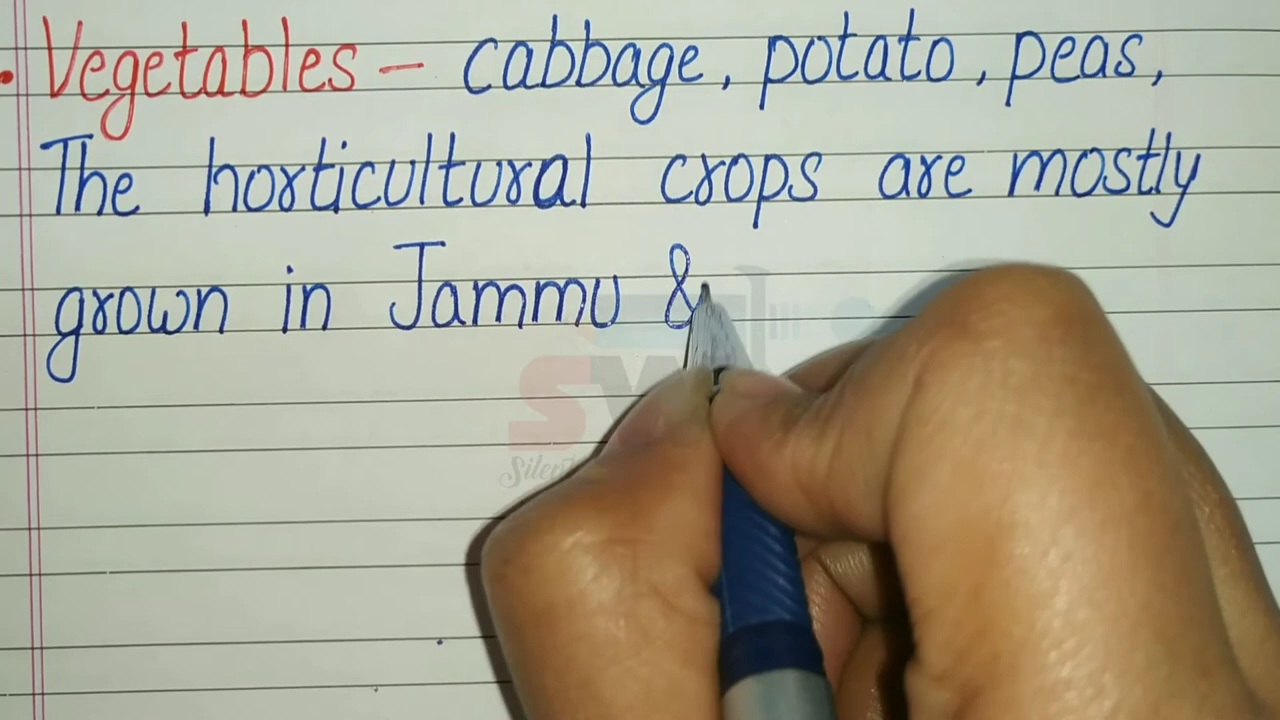 • Vegetables – cabbage, potato, peas,
The horticultural crops are mostly
grown in Jammu &